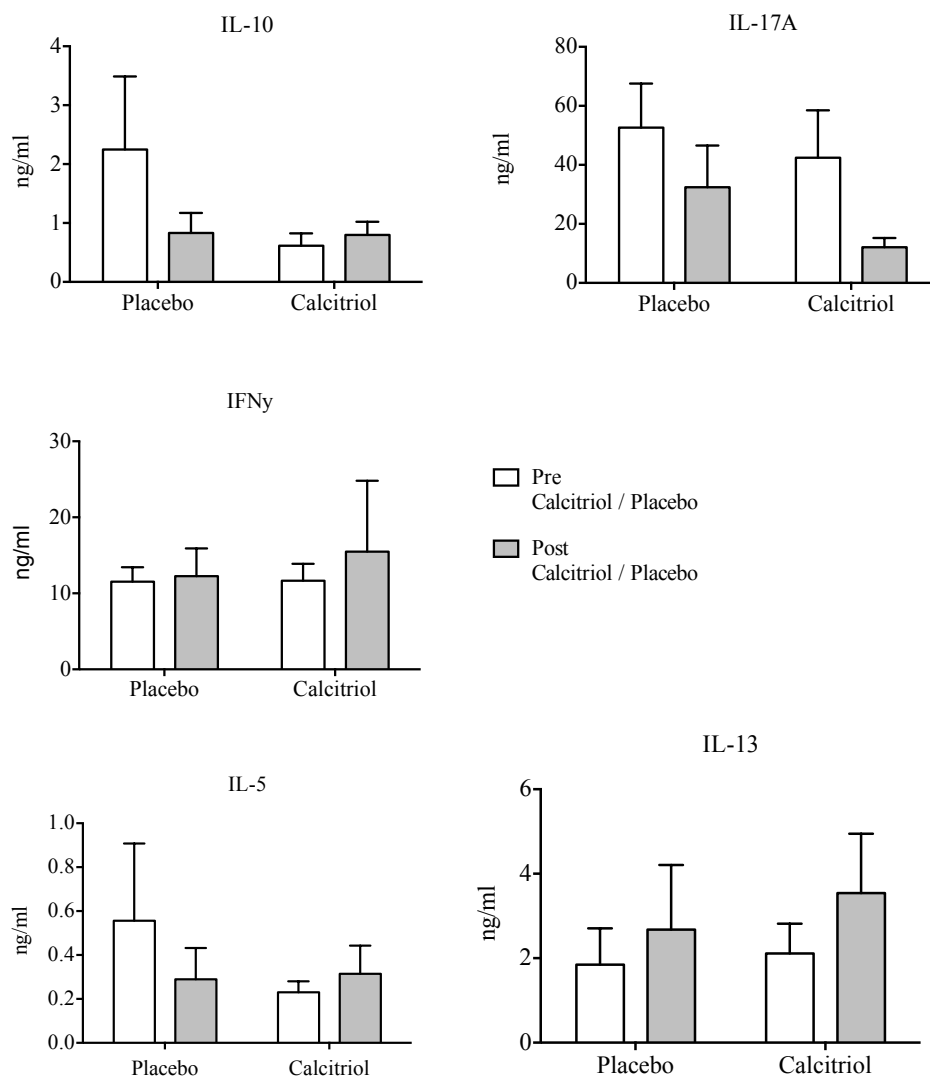 IL-10
4
3
2
1
0
ng/ml
Placebo Calcitriol
IL-17A
80
60
40
20
0
ng/ml
Placebo Calcitriol
IFNy
30
20
10
0
ng/ml
Placebo Calcitriol
Pre
Calcitriol / Placebo
Post
Calcitriol / Placebo
IL-5
1.0
0.8
0.6
0.4
0.2
0.0
ng/ml
Placebo Calcitriol
IL-13
6
4
2
0
ng/ml
Placebo Calcitriol